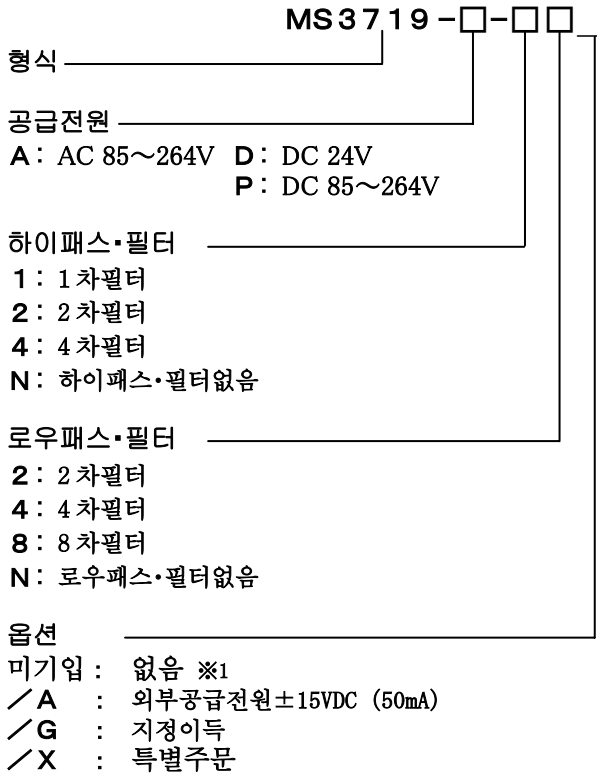 MS3719-□-□□
형식
공급전원
A: AC 85～264V D: DC 24V
P: DC 85～264V
하이패스・필터
1: 1차필터
2: 2차필터
4: 4차필터
N: 하이패스・필터없음
로우패스・필터
2: 2차필터
4: 4차필터
8: 8차필터
N: 로우패스・필터없음
옵션
미기입 : 없음 ※1
／A : 외부공급전원±15VDC (50mA)
／G : 지정이득
／X : 특별주문